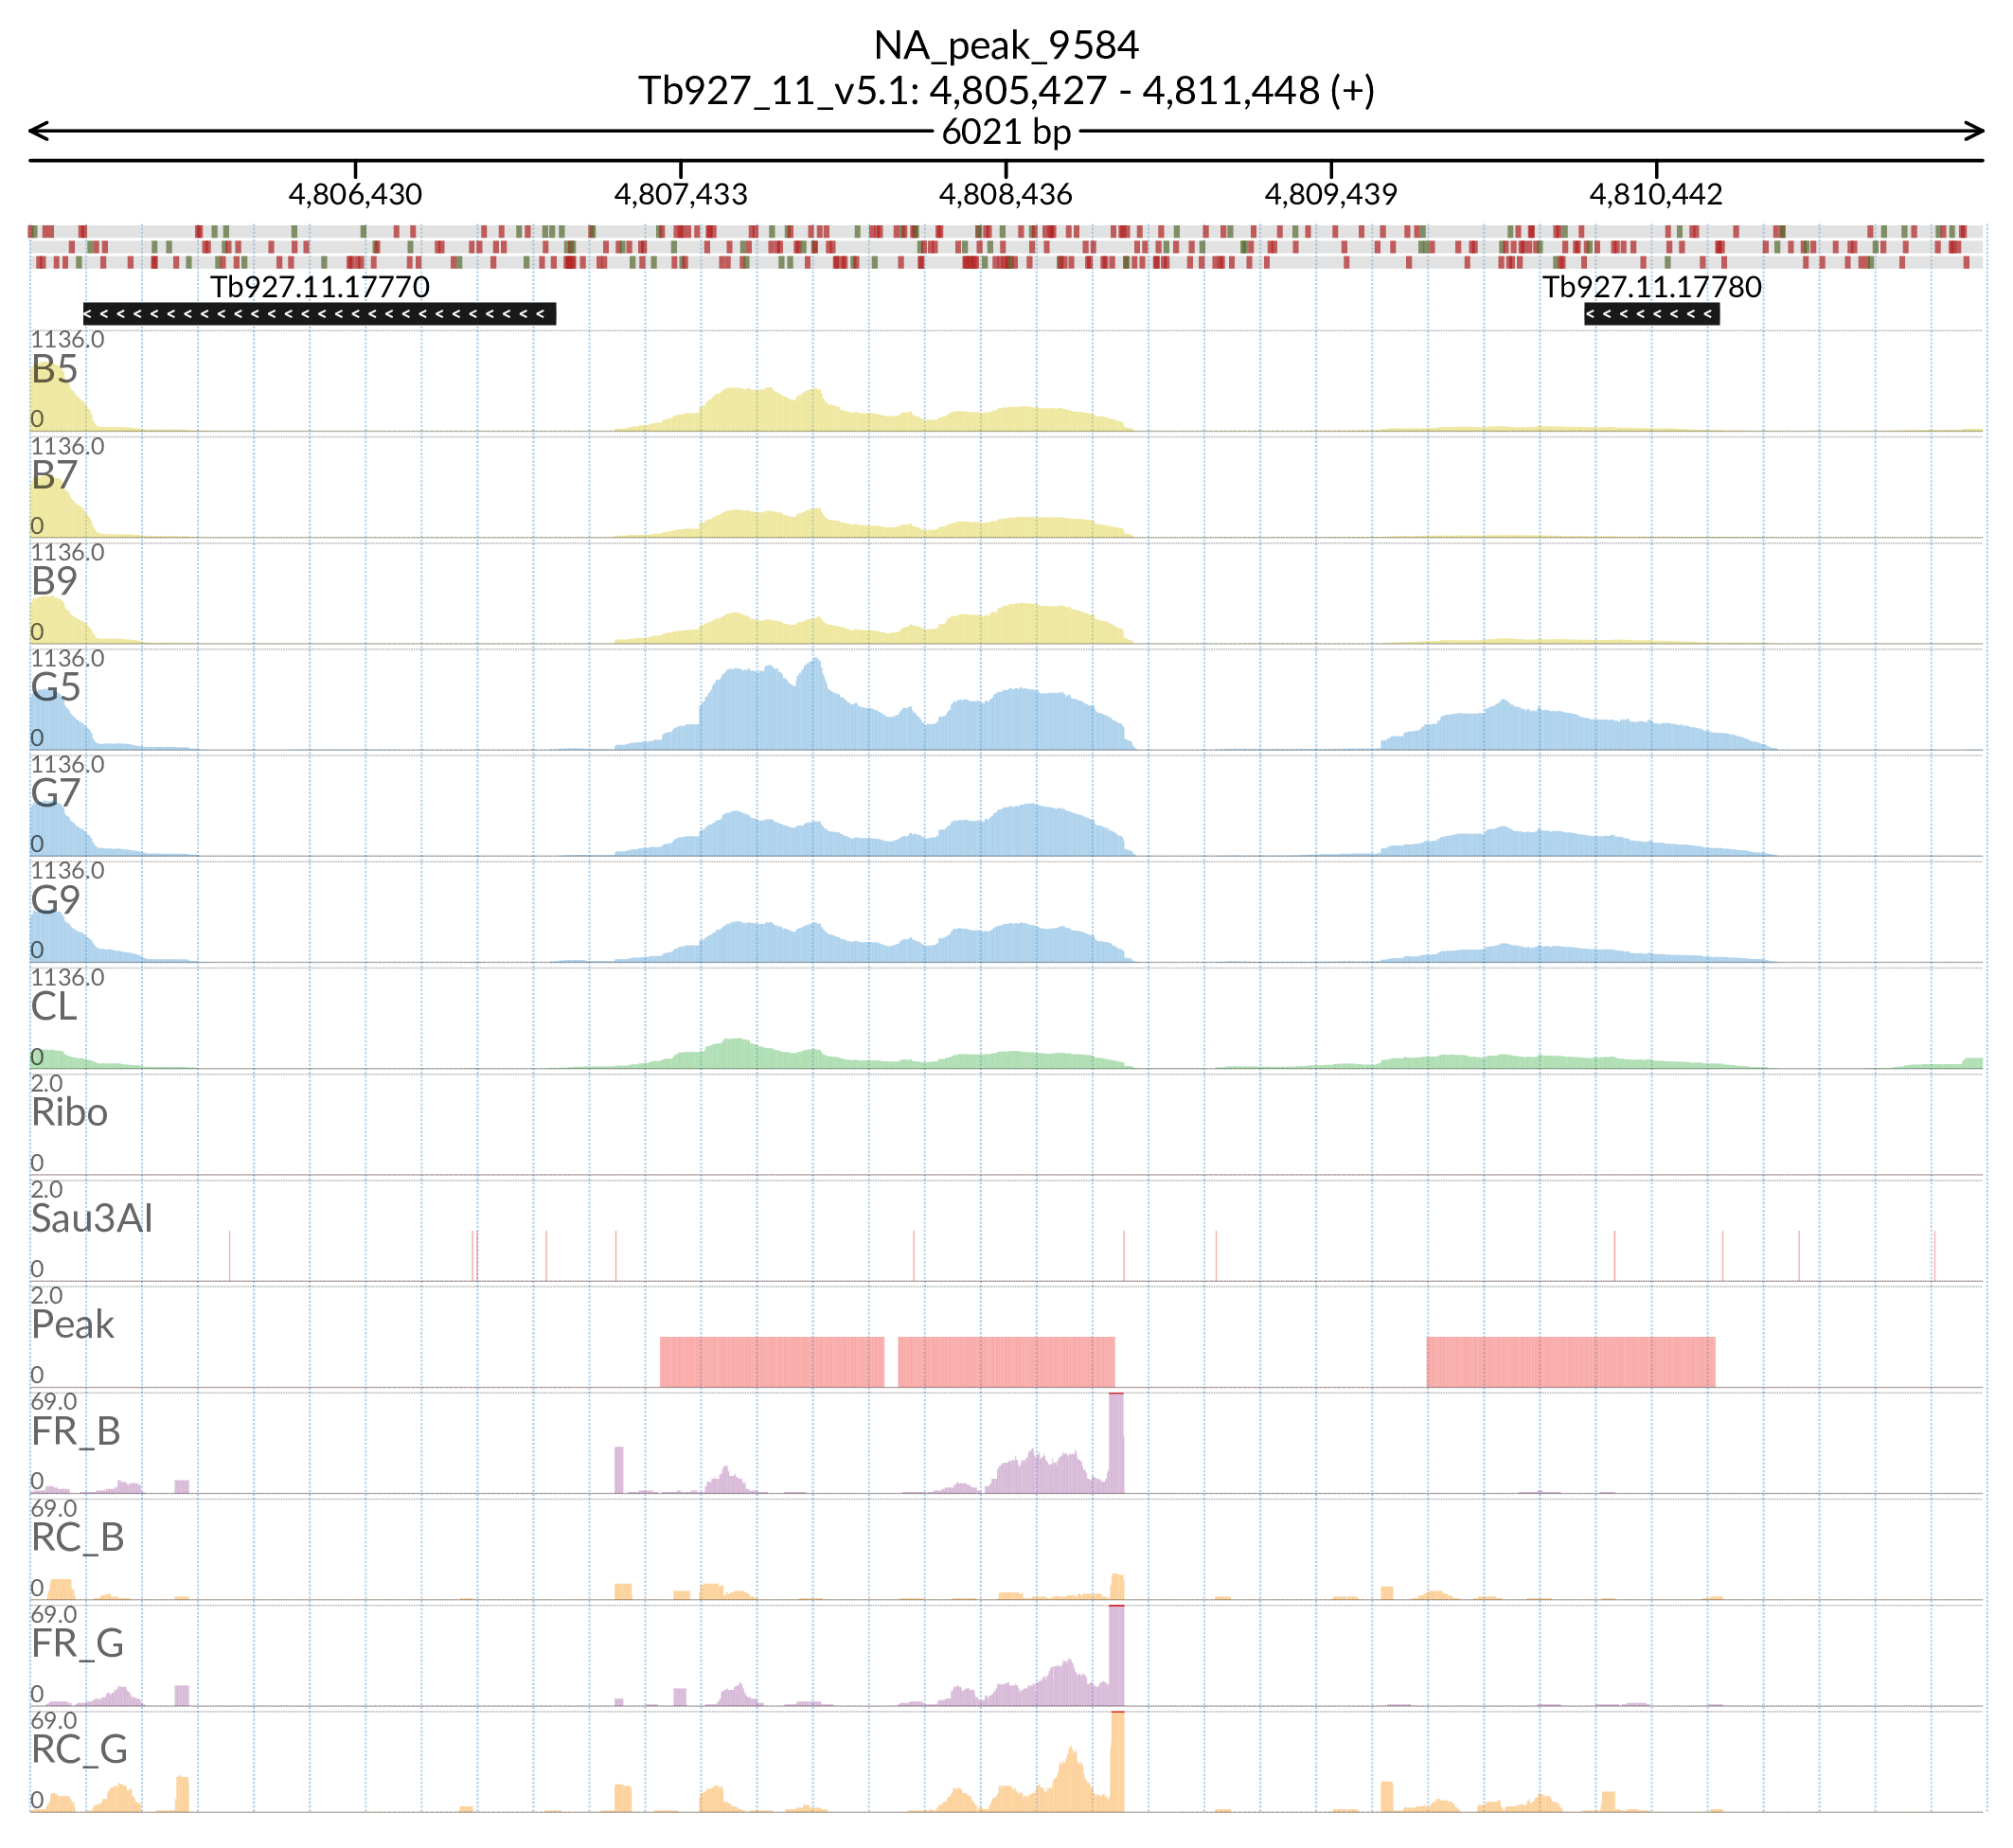 NA_peak_9584
Tb927_11_v5.1: 4,805,427 - 4,811,448 (+)
6021 bp
4,806,430 4,807,433 4,808,436 4,809,439 4,810,442
Tb927.11.17770 Tb927.11.17780
1136.0
B5
0
1136.0
B7
0
1136.0
B9
0
1136.0
G5
0
1136.0
G7
0
1136.0
G9
0
1136.0
CL
0
2.0
Ribo
0
2.0
Sau3AI
0
2.0
Peak
0
69.0
FR_B
0
69.0
RC_B
0
69.0
FR_G
0
69.0
RC_G
0